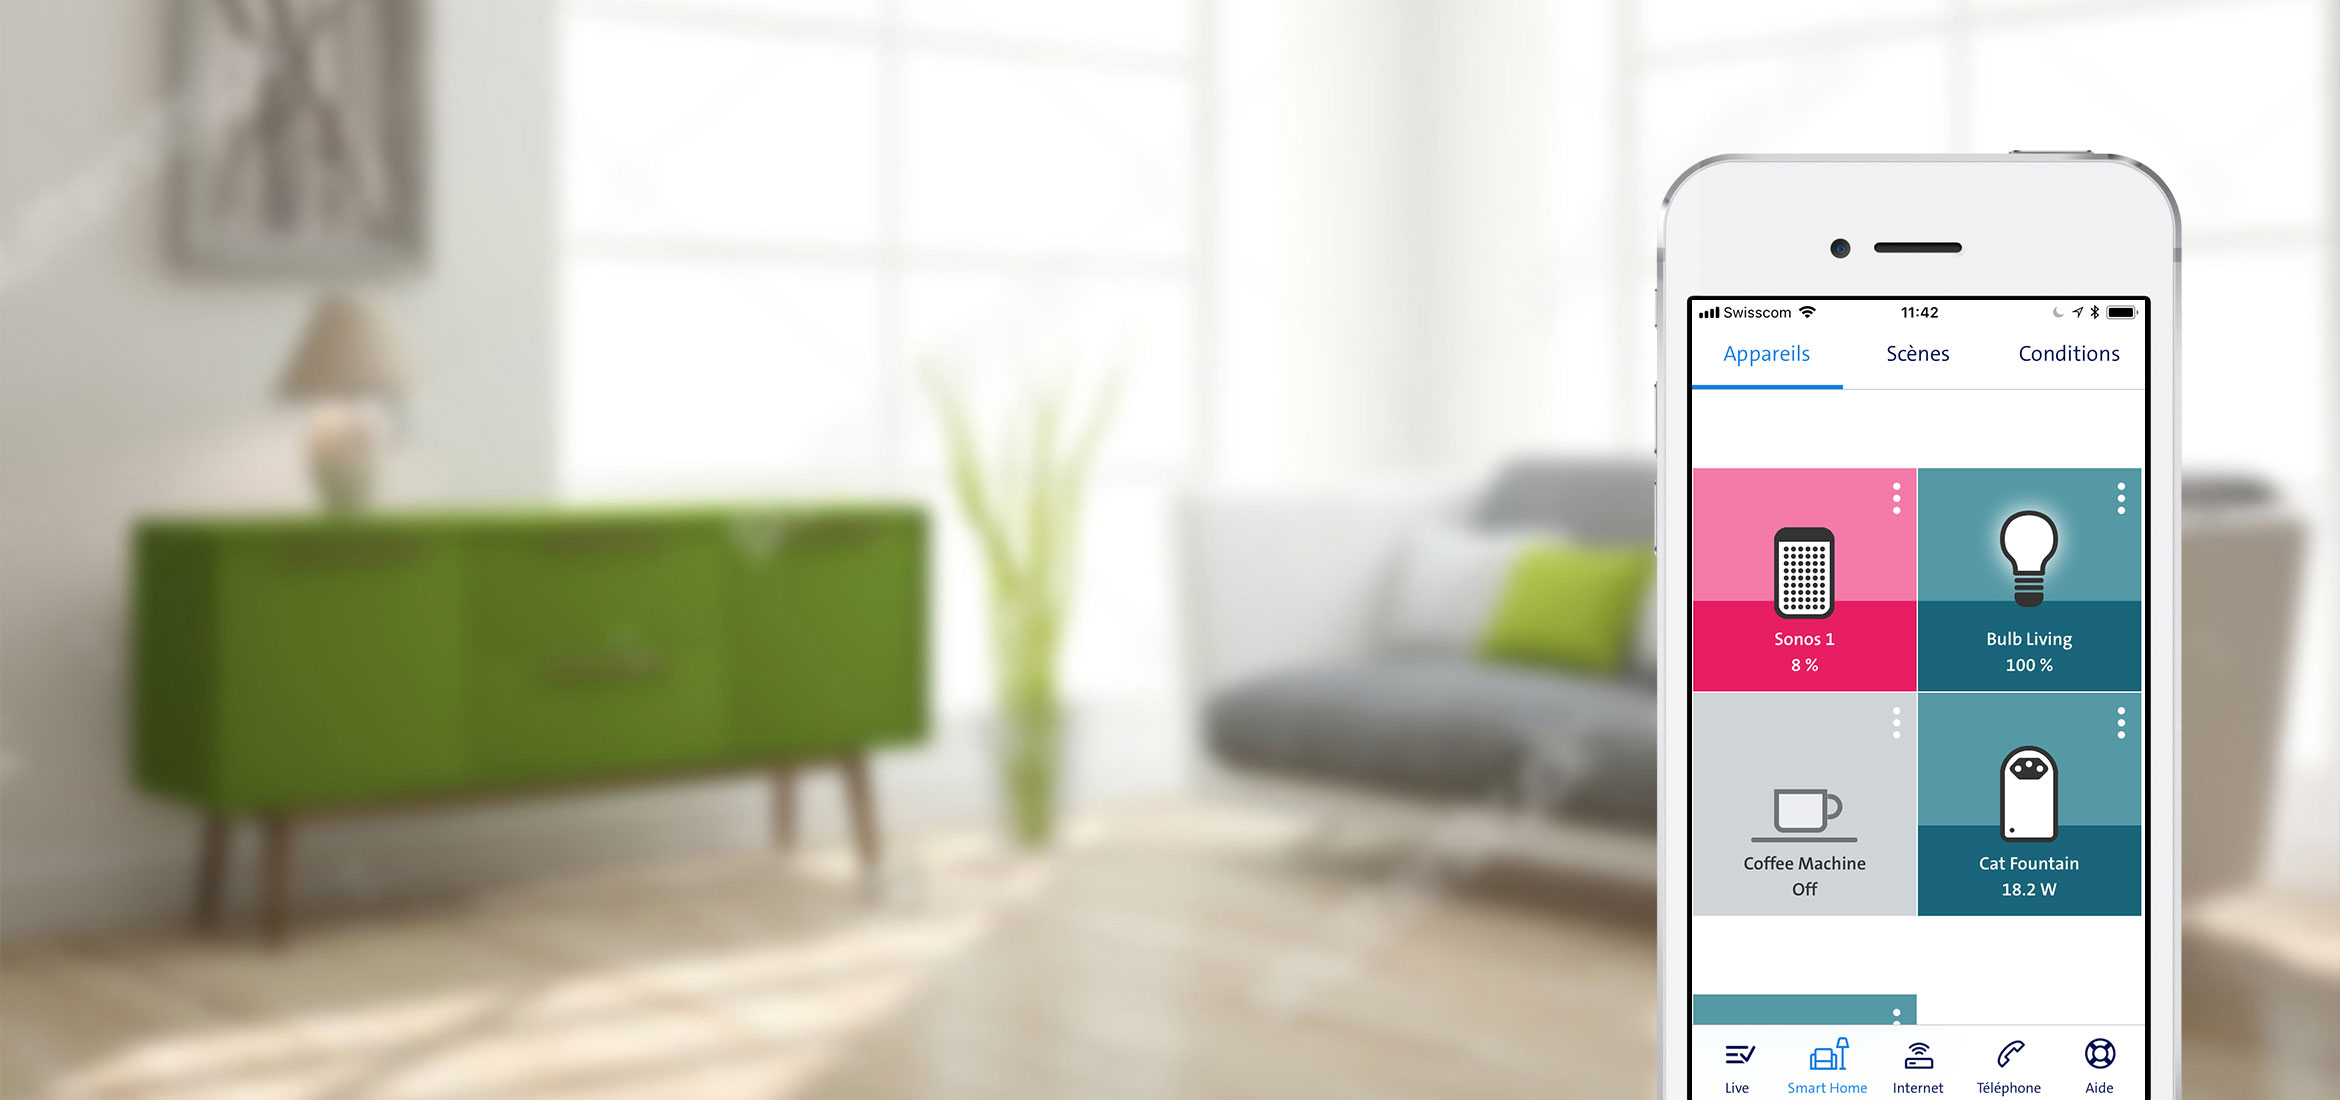 Swisscom 11:42
Appareils Scènes Conditions
Sonos 1
8 %
Bulb Living
100 %
Coffee Machine
Off
Cat Fountain
18.2 W
Live Smart Home Internet Téléphone Aide